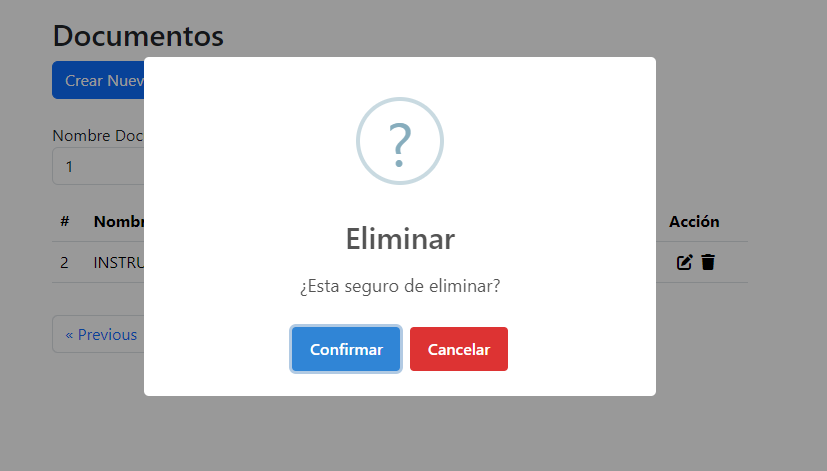 Documentos
Crear Nuev
Nombre Doc
1
# Nombr Acción
2 INSTRU
« Previous
?
Eliminar
¿Esta seguro de eliminar?
Confirmar Cancelar